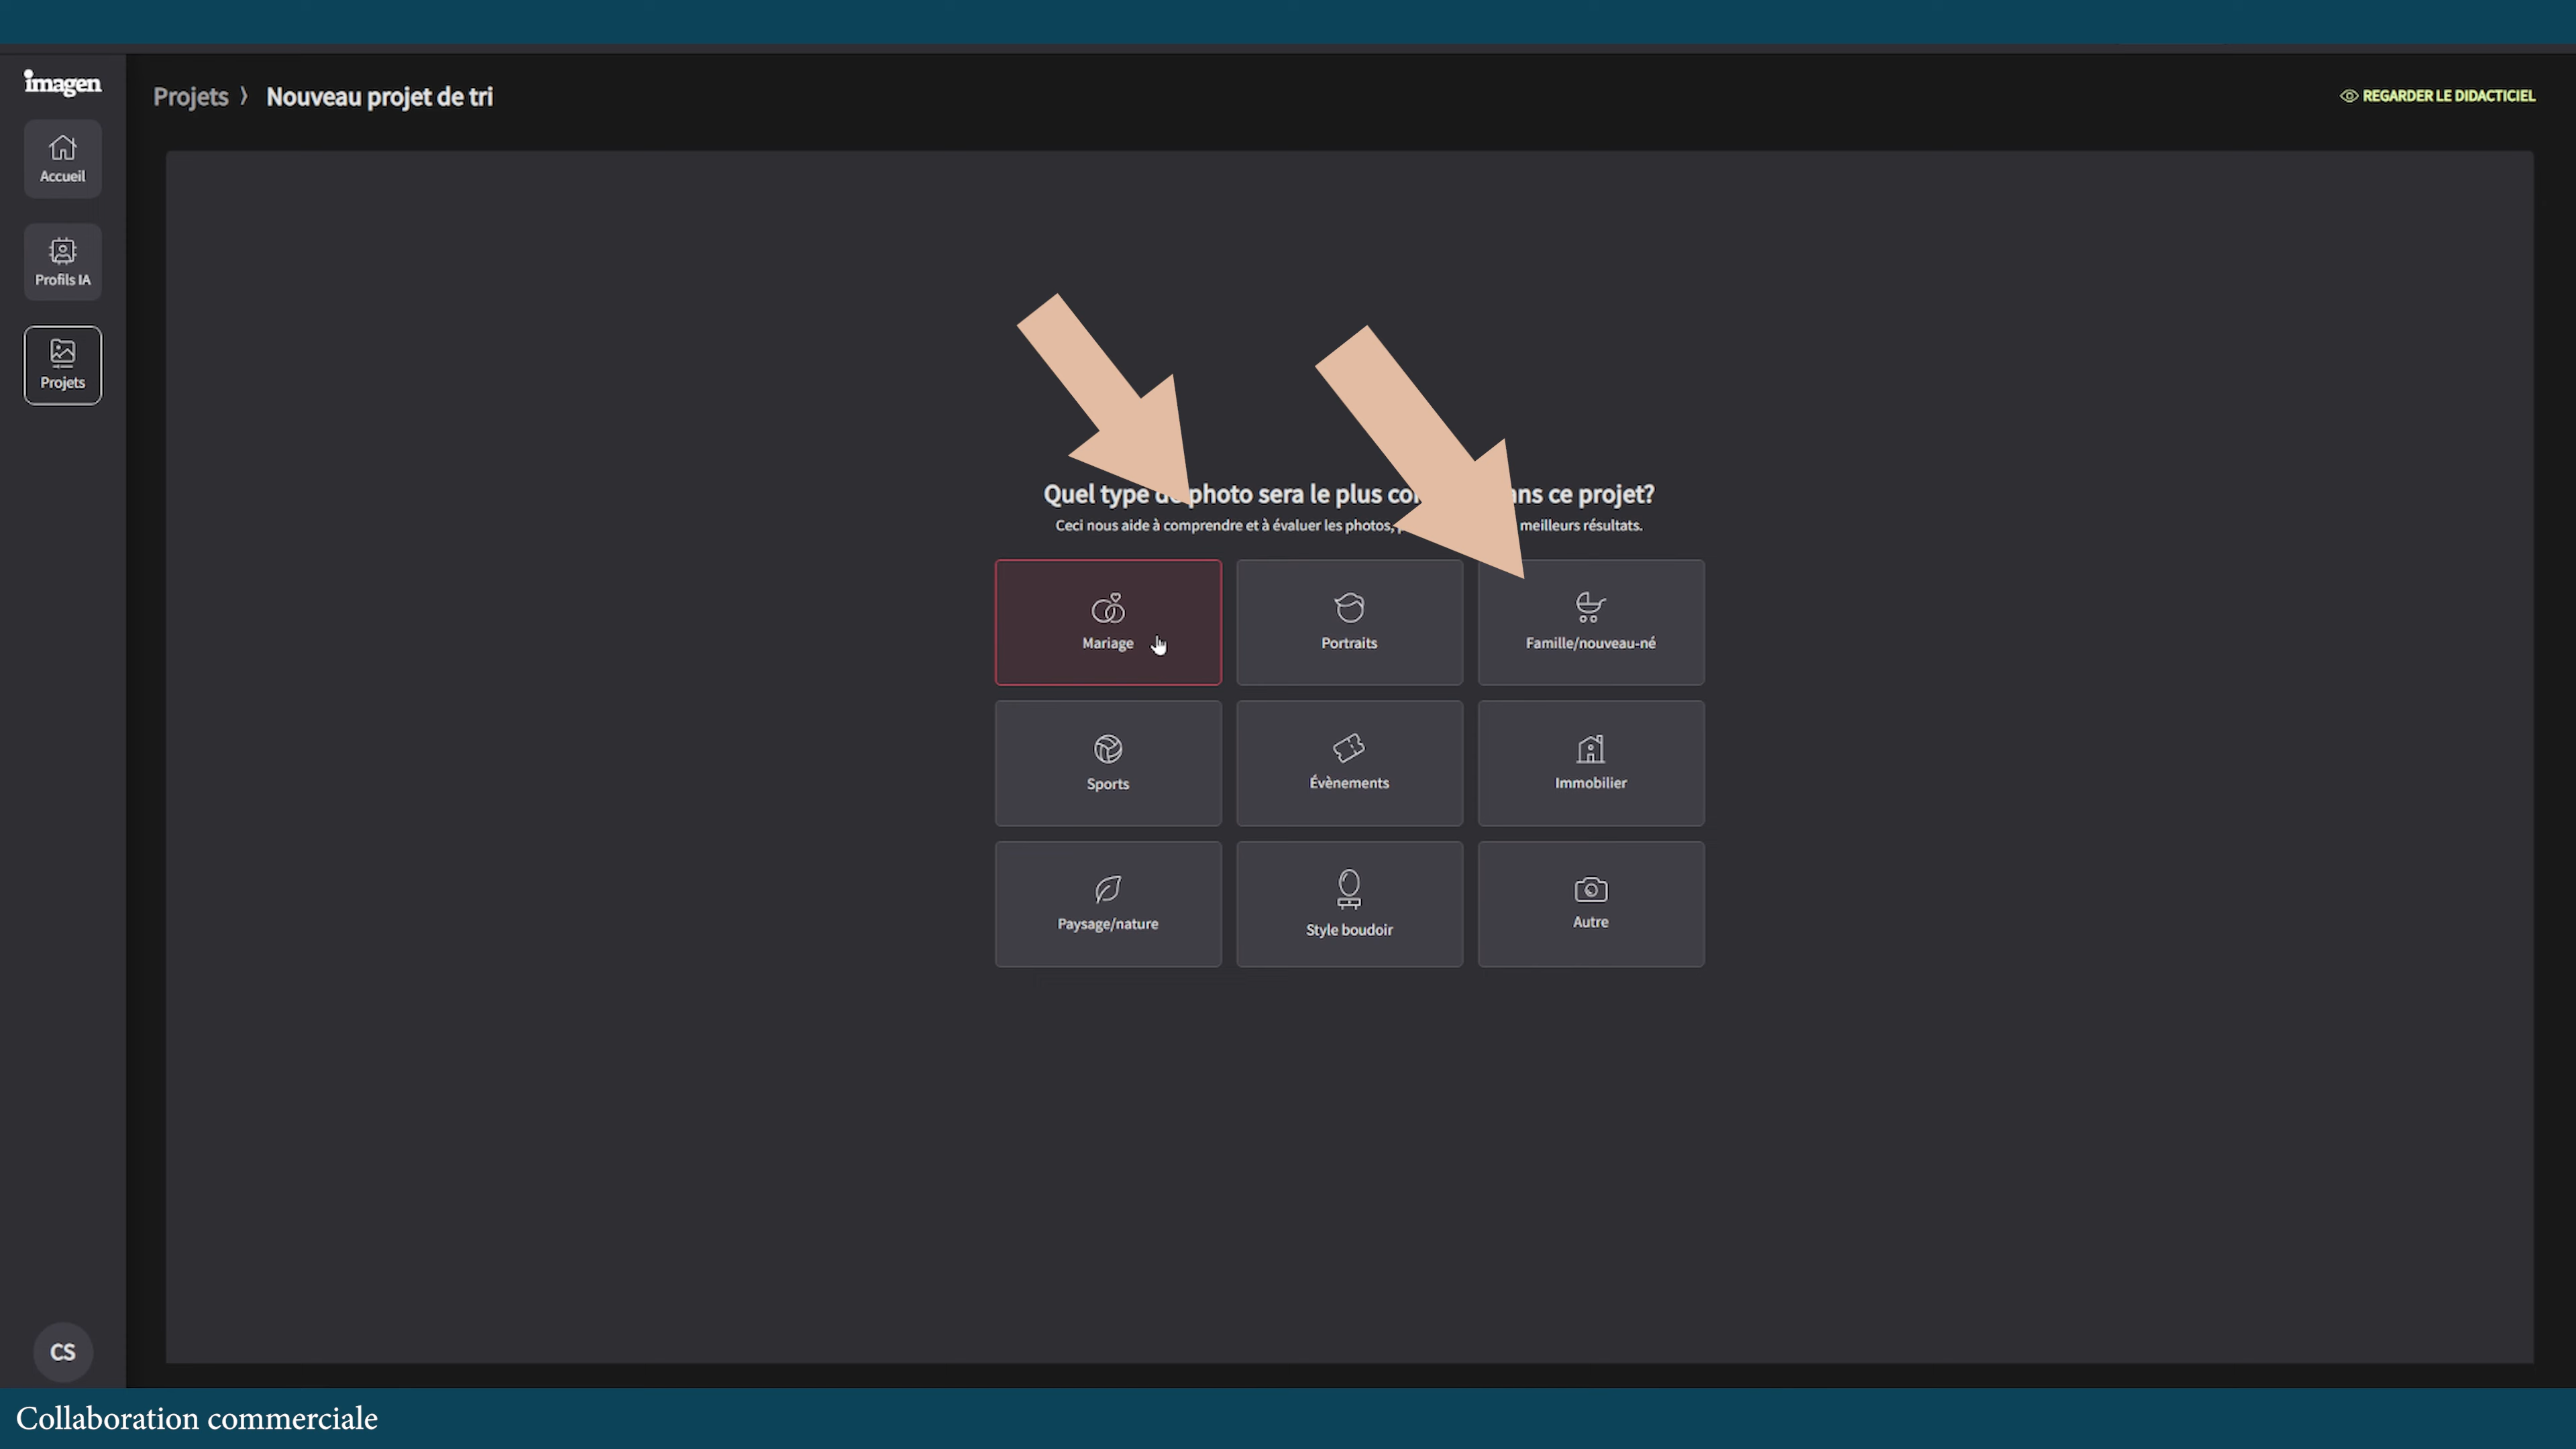 imagen
Projets 〉 Nouveau projet de tri
REGARDER LE DIDACTICIEL
Accueil
Profils IA
Projets
Quel type photo sera le plus ce projet?
Ceci nous aide à comprendre et à évaluer les photos, meilleurs résultats.
Mariage
Portraits
Famille/nouveau-né
Sports
Évènements
Immobilier
Paysage/nature
Style boudoir
Autre
CS
Collaboration commerciale